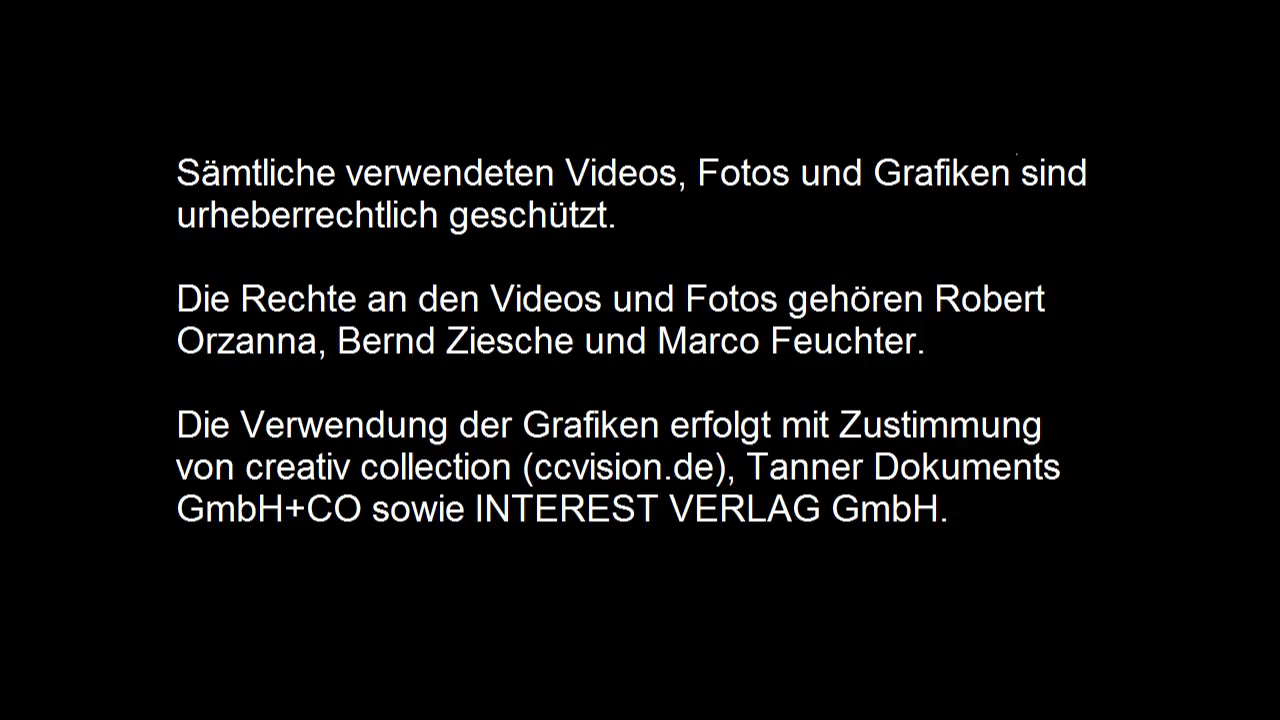 Sämtliche verwendeten Videos, Fotos und Grafiken sind
urheberrechtlich geschützt.
Die Rechte an den Videos und Fotos gehören Robert
Orzanna, Bernd Ziesche und Marco Feuchter.
Die Verwendung der Grafiken erfolgt mit Zustimmung
von creativ collection (ccvision.de), Tanner Dokuments
GmbH+CO sowie INTEREST VERLAG GmbH.